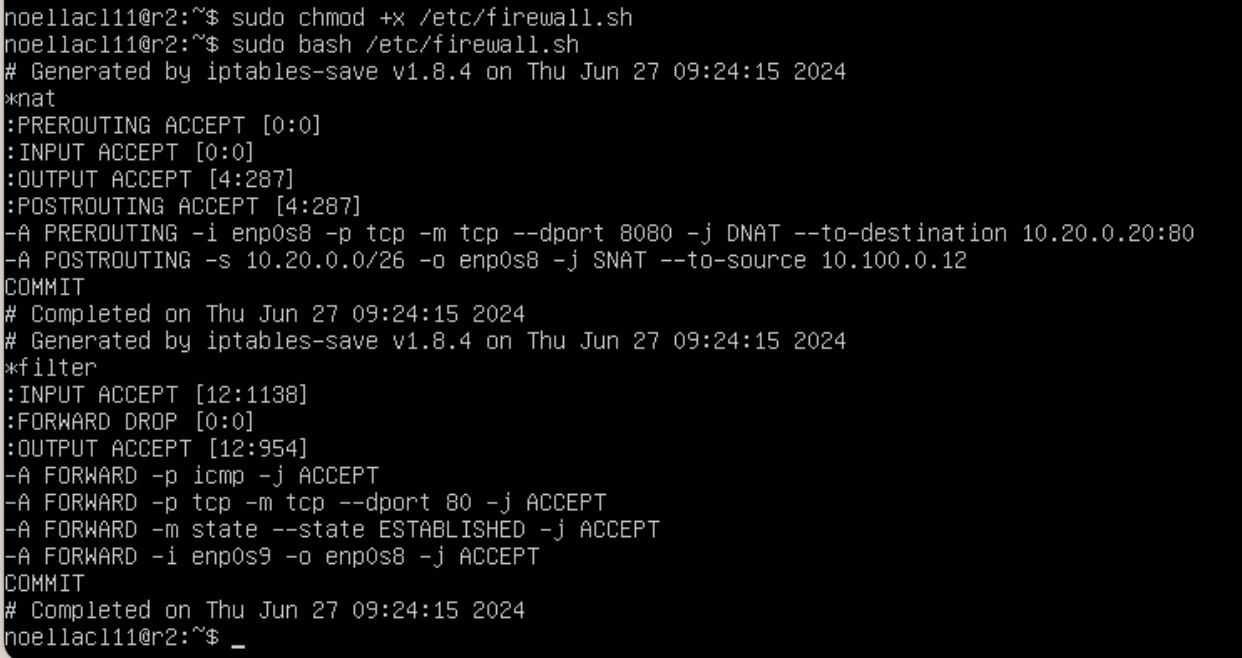 noellacl11@r2:~$ sudo chmod +x /etc/firewall.sh
noellacl11@r2:~$ sudo bash /etc/firewall.sh
# Generated by iptables-save v1.8.4 on Thu Jun 27 09:24:15 2024
*nat
:PREROUTING ACCEPT [0:0]
:INPUT ACCEPT [0:0]
:OUTPUT ACCEPT [4:287]
:POSTROUTING ACCEPT [4:287]
-A PREROUTING -i enp0s8 -p tcp -m tcp --dport 8080 -j DNAT --to-destination 10.20.0.20:80
-A POSTROUTING -s 10.20.0.0/26 -o enp0s8 -j SNAT --to-source 10.100.0.12
COMMIT
# Completed on Thu Jun 27 09:24:15 2024
# Generated by iptables-save v1.8.4 on Thu Jun 27 09:24:15 2024
*filter
:INPUT ACCEPT [12:1138]
:FORWARD DROP [0:0]
:OUTPUT ACCEPT [12:954]
-A FORWARD -p icmp -j ACCEPT
-A FORWARD -p tcp -m tcp --dport 80 -j ACCEPT
-A FORWARD -m state --state ESTABLISHED -j ACCEPT
-A FORWARD -i enp0s9 -o enp0s8 -j ACCEPT
COMMIT
# Completed on Thu Jun 27 09:24:15 2024
noellacl11@r2:~$ _